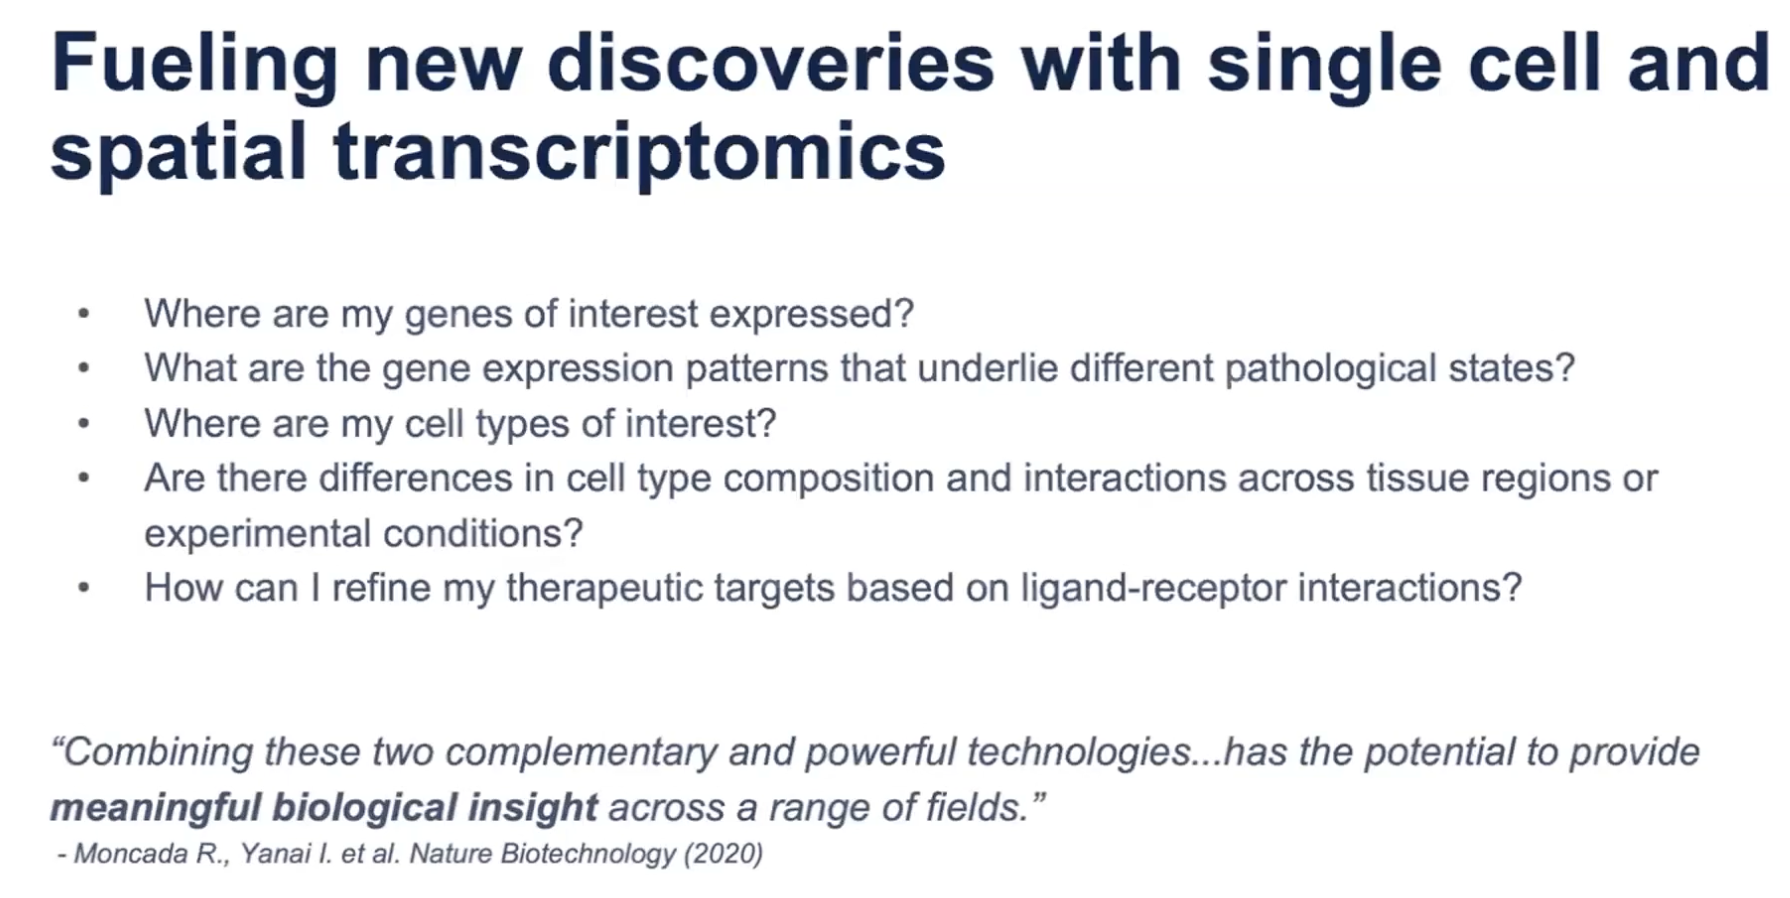 Fueling new discoveries with single cell and
spatial transcriptomics
• Where are my genes of interest expressed?
• What are the gene expression patterns that underlie different pathological states?
• Where are my cell types of interest?
• Are there differences in cell type composition and interactions across tissue regions or
experimental conditions?
• How can I refine my therapeutic targets based on ligand-receptor interactions?
“Combining these two complementary and powerful technologies...has the potential to provide
meaningful biological insight across a range of fields.”
- Moncada R., Yanai I. et al. Nature Biotechnology (2020)